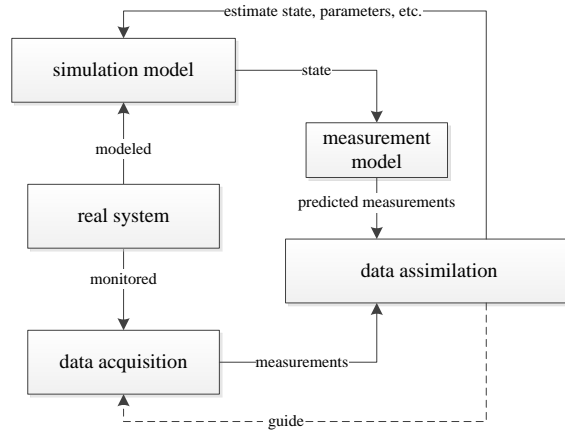 estimate state, parameters, etc.
simulation model
state
measurement
model
modeled
predicted measurements
real system
data assimilation
monitored
data acquisition
measurements
guide